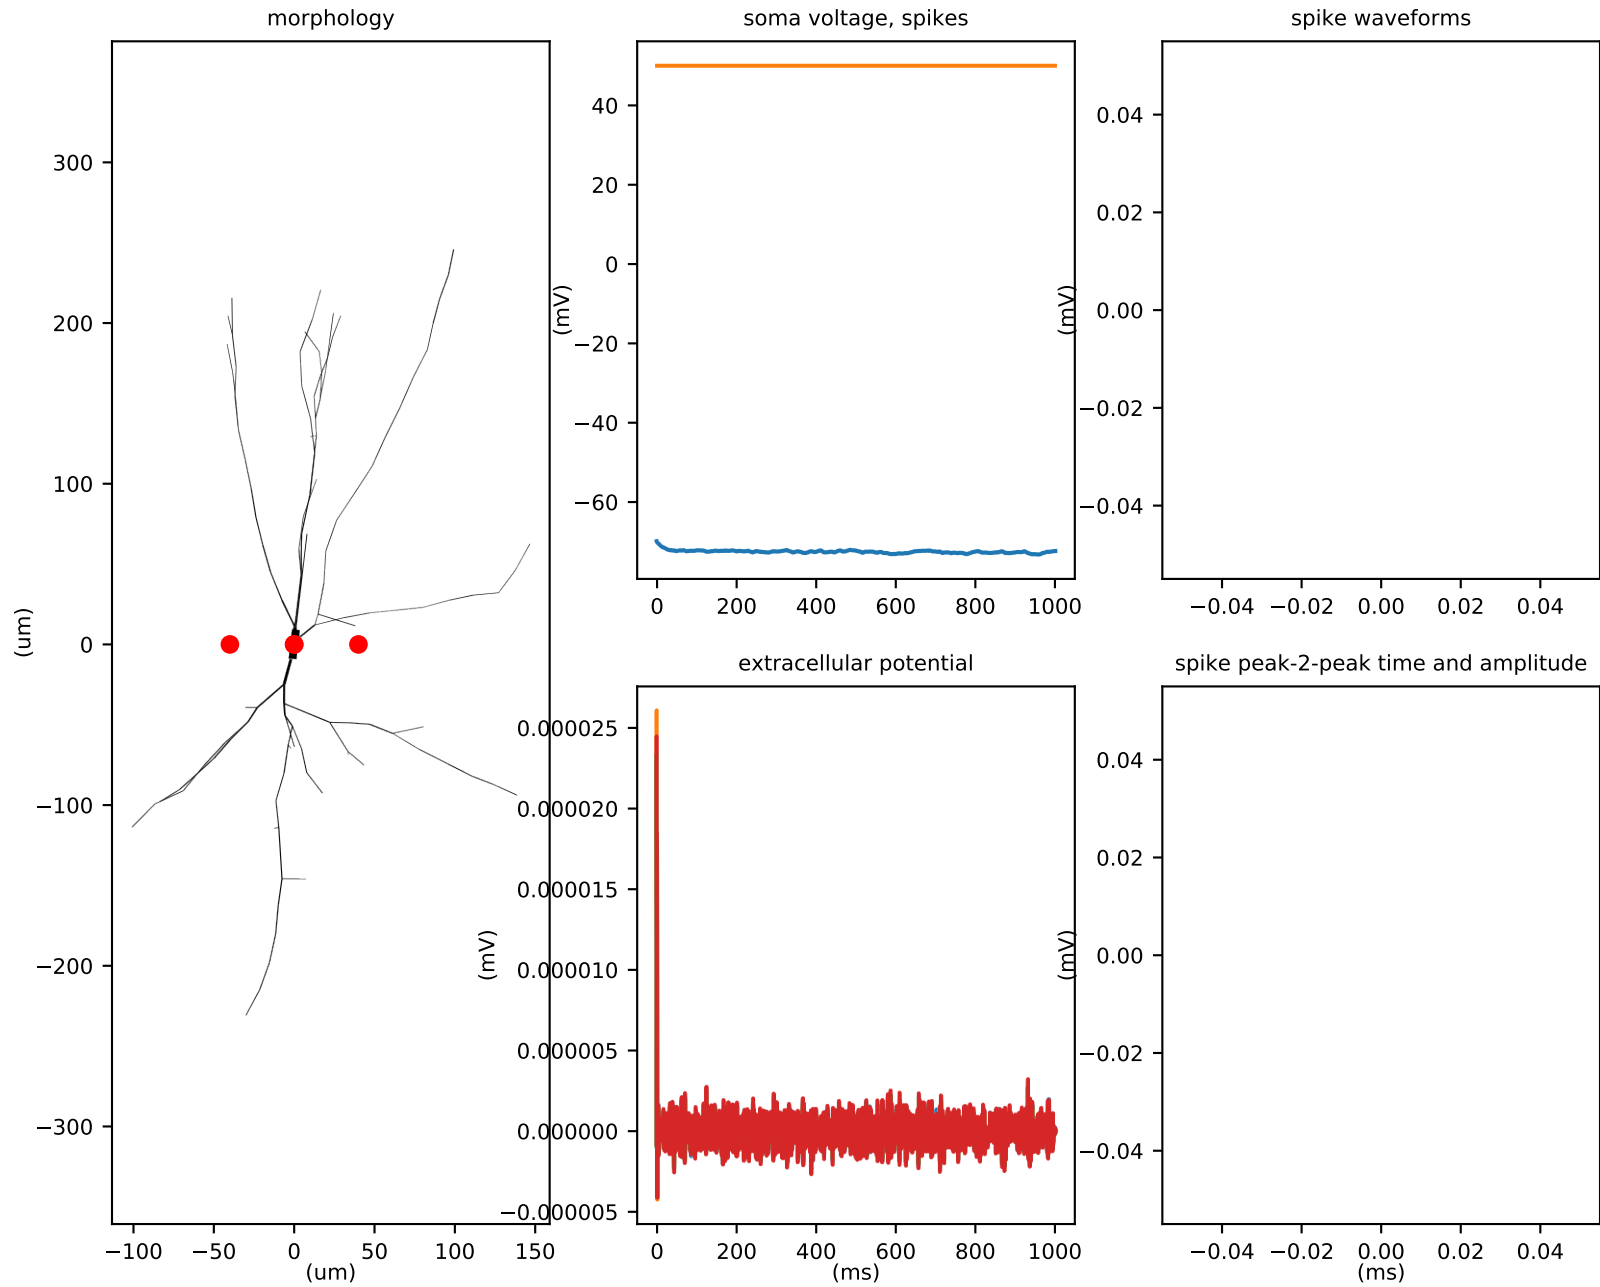 morphology
300
200
100
0
−100
−200
−300
(um)
−100 −50 0 50 100 150
(um)
soma voltage, spikes
40
20
0
−20
−40
−60
(mV)
0 200 400 600 800 1000
spike waveforms
0.04
0.02
0.00
−0.02
−0.04
(mV)
−0.04 −0.02 0.00 0.02 0.04
extracellular potential
0.000025
0.000020
0.000015
0.000010
0.000005
0.000000
−0.000005
(mV)
0 200 400 600 800 1000
(ms)
spike peak-2-peak time and amplitude
0.04
0.02
0.00
−0.02
−0.04
(mV)
−0.04 −0.02 0.00 0.02 0.04
(ms)